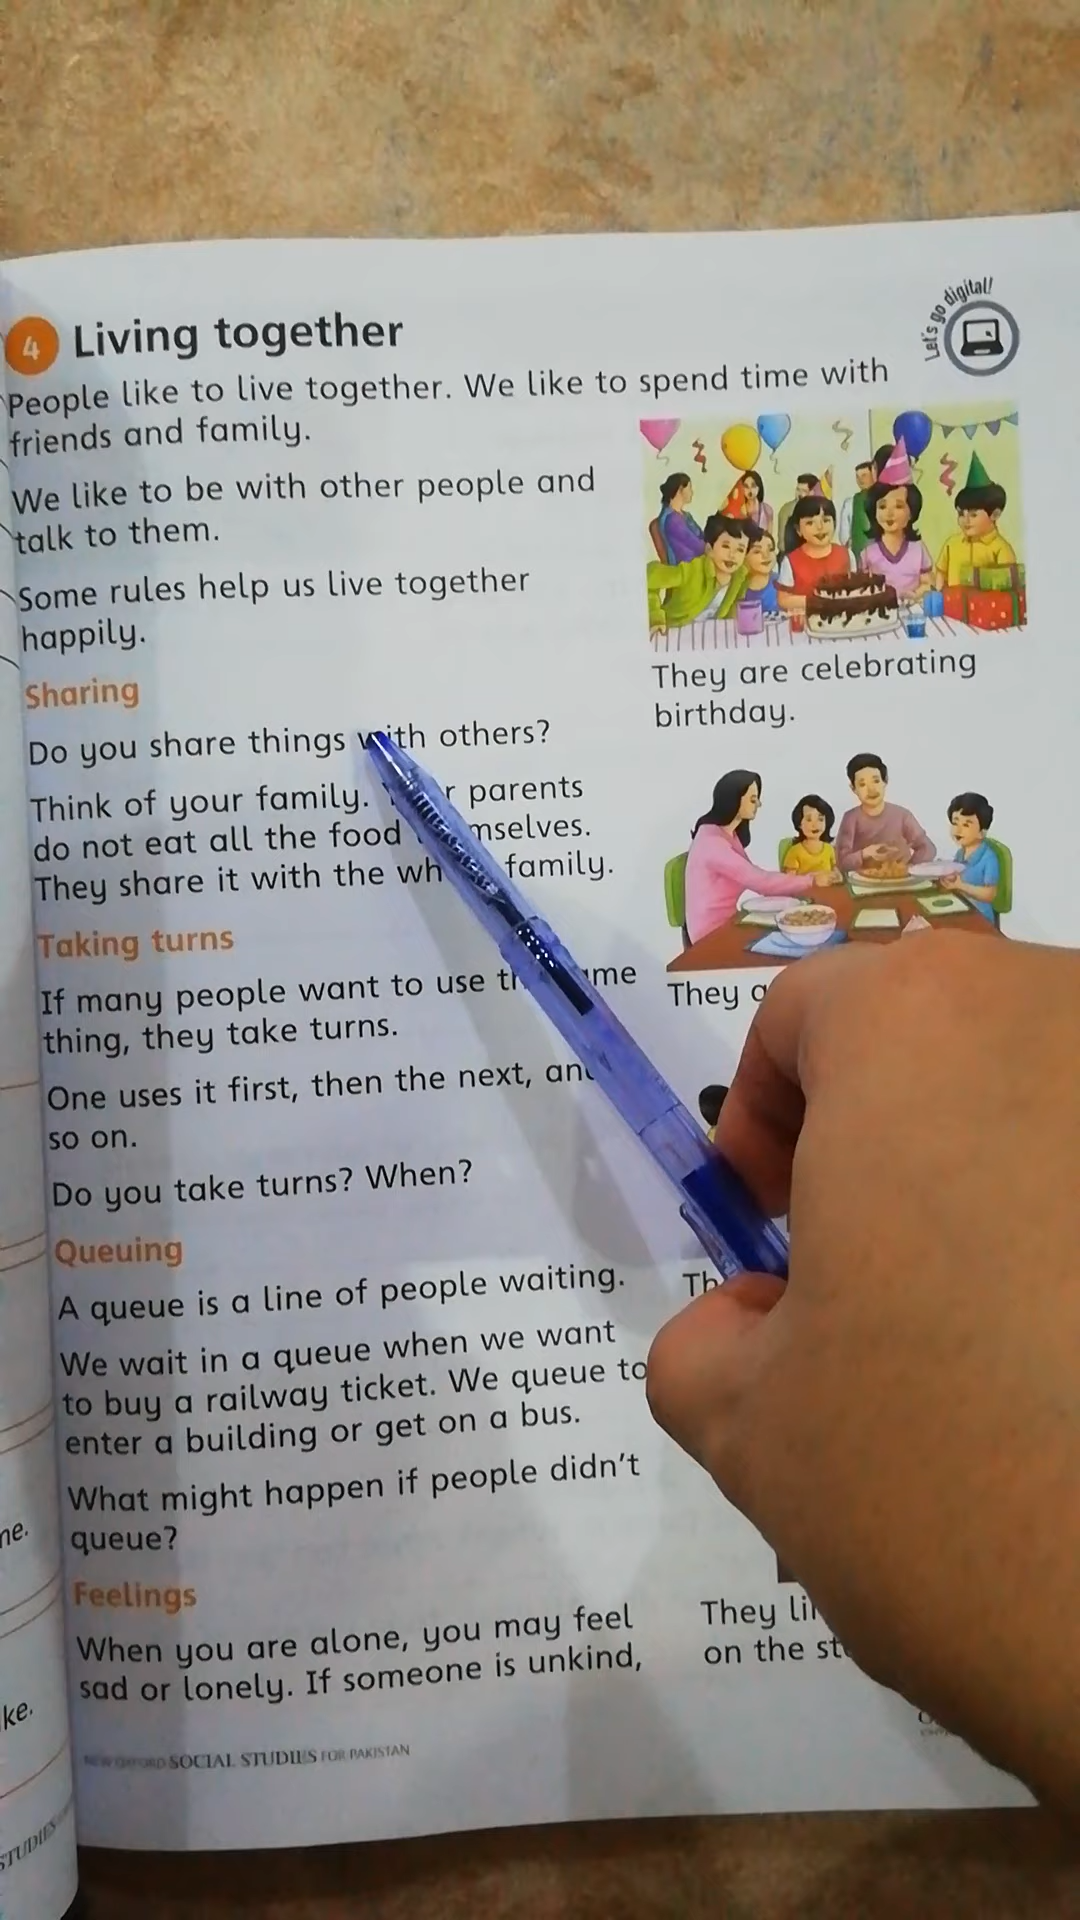 Let's go digital!
4 Living together
People like to live together. We like to spend time with
friends and family.
We like to be with other people and
talk to them.
Some rules help us live together
happily.
They are celebrating
birthday.
Sharing
Do you share things with others?
Think of your family. parents
do not eat all the food
They share it with the family.
Taking turns
If many people want to use
thing, they take turns.
They
One uses it first, then the next,
so on.
Do you take turns? When?
Queuing
A queue is a line of people waiting.
We wait in a queue when we want
to buy a railway ticket. We queue to
enter a building or get on a bus.
What might happen if people didn't
queue?
Feelings
When you are alone, you may feel
sad or lonely. If someone is unkind,
They
on the
NEW OXFORD SOCIAL STUDIES FOR PAKISTAN
ke.
STUDIES